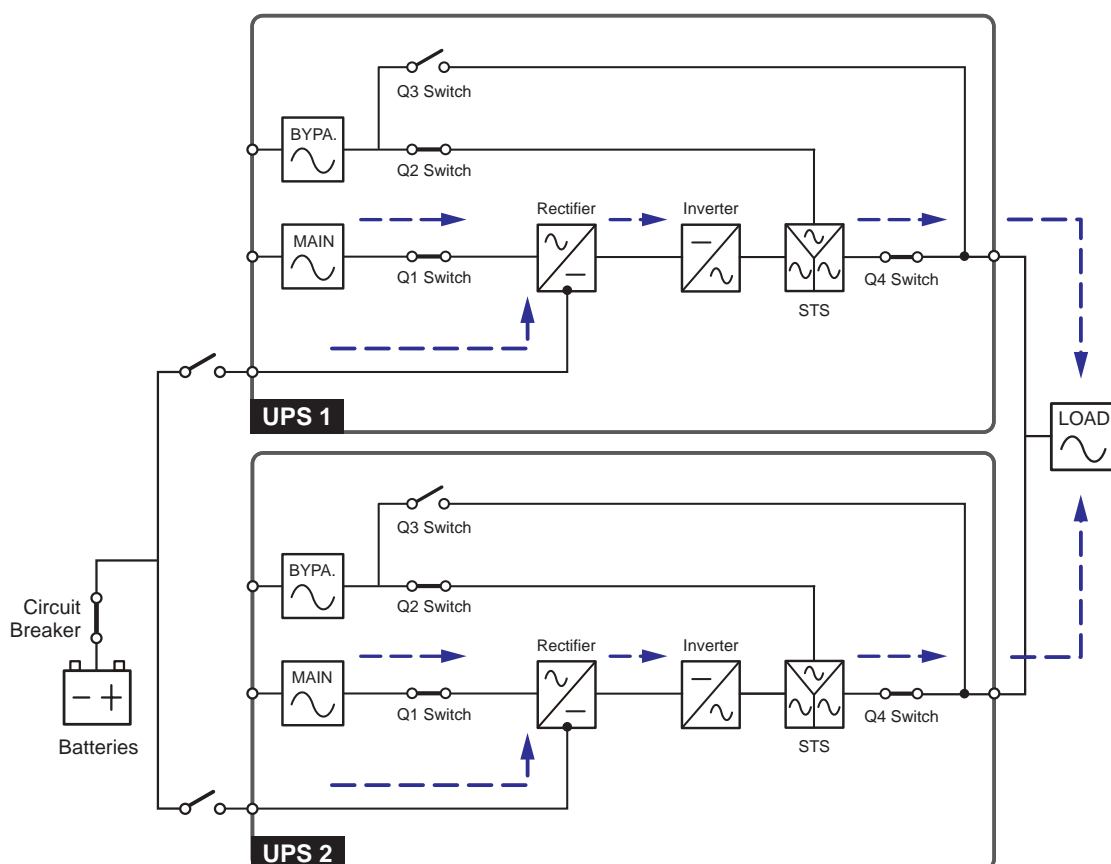 Q3 Switch
BYPA.
Q2 Switch
Rectifier
Inverter
MAIN
Q1 Switch
STS
Q4 Switch
UPS 1
LOAD
Q3 Switch
BYPA.
Q2 Switch
Circuit
Breaker
Rectifier
Inverter
MAIN
Q1 Switch
STS
Q4 Switch
Batteries
UPS 2